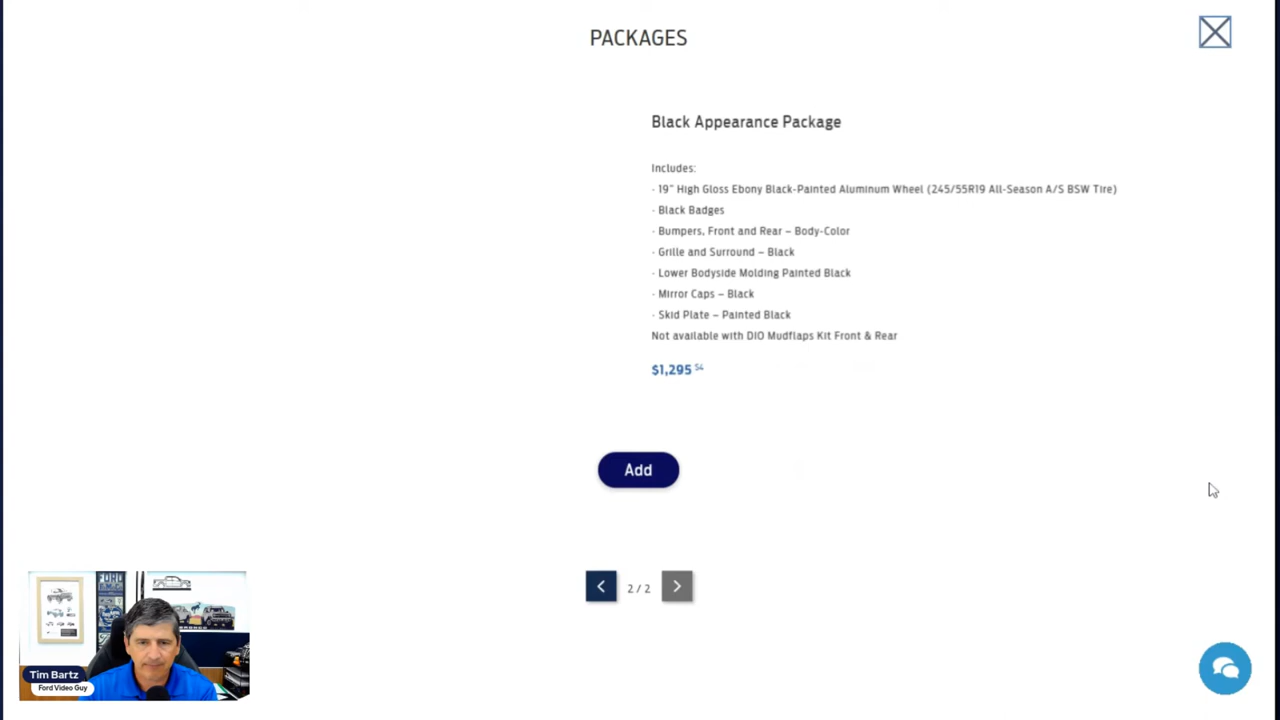 PACKAGES
Black Appearance Package
Includes:
· 19" High Gloss Ebony Black-Painted Aluminum Wheel (245/55R19 All-Season A/S BSW Tire)
· Black Badges
· Bumpers, Front and Rear – Body-Color
· Grille and Surround – Black
· Lower Bodyside Molding Painted Black
· Mirror Caps – Black
· Skid Plate – Painted Black
Not available with DIO Mudflaps Kit Front & Rear
$1,295 54
Add
2 / 2
FORD
Tim Bartz
Ford Video Guy